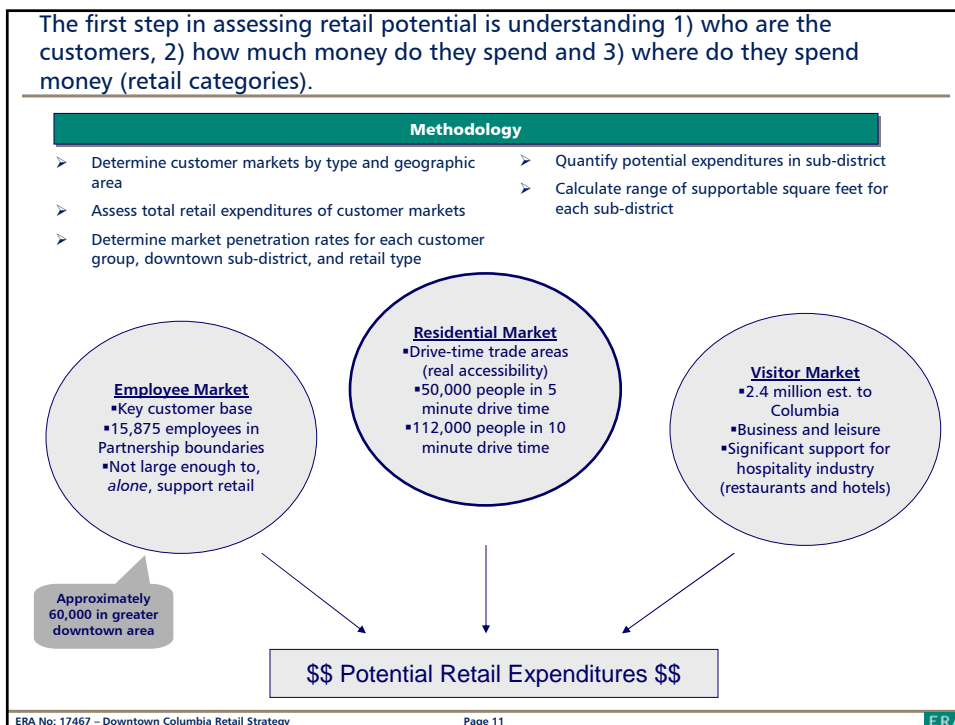 The first step in assessing retail potential is understanding 1) who are the
customers, 2) how much money do they spend and 3) where do they spend
money (retail categories).
Methodology
➢ Determine customer markets by type and geographic
area
➢ Assess total retail expenditures of customer markets
➢ Determine market penetration rates for each customer
group, downtown sub-district, and retail type
➢ Quantify potential expenditures in sub-district
➢ Calculate range of supportable square feet for
each sub-district
Employee Market
▪Key customer base
▪15,875 employees in
Partnership boundaries
▪Not large enough to,
alone, support retail
Residential Market
▪Drive-time trade areas
(real accessibility)
▪50,000 people in 5
minute drive time
▪112,000 people in 10
minute drive time
Visitor Market
▪2.4 million est. to
Columbia
▪Business and leisure
▪Significant support for
hospitality industry
(restaurants and hotels)
Approximately
60,000 in greater
downtown area
$$ Potential Retail Expenditures $$
ERA No: 17467 – Downtown Columbia Retail Strategy
Page 11
ERA